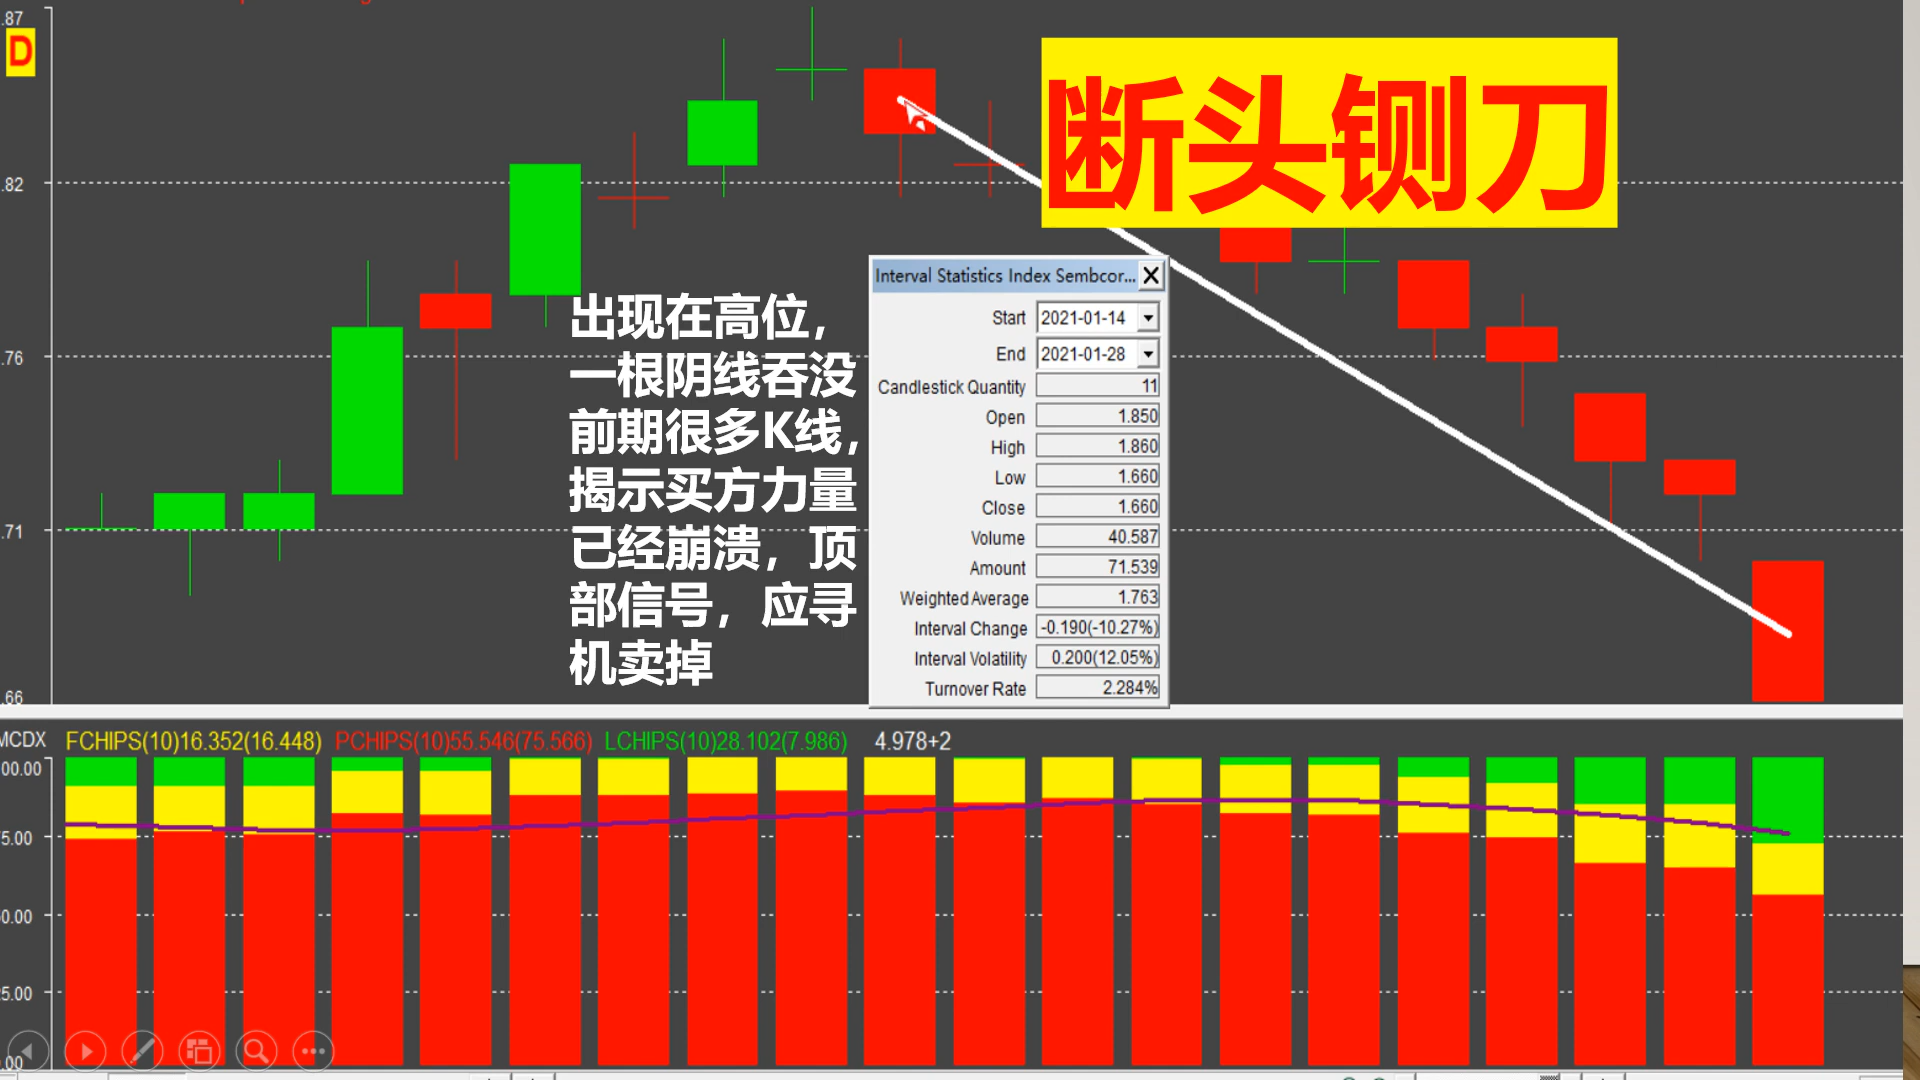 .87
D
断头铡刀
.82
.76
.71
.66
出现在高位，
一根阴线吞没
前期很多K线，
揭示买方力量
已经崩溃，顶
部信号，应寻
机卖掉
Interval Statistics Index Sembcor...
Start 2021-01-14
End 2021-01-28
Candlestick Quantity 11
Open 1.850
High 1.860
Low 1.660
Close 1.660
Volume 40.587
Amount 71.539
Weighted Average 1.763
Interval Change -0.190(-10.27%)
Interval Volatility 0.200(12.05%)
Turnover Rate 2.284%
MCDX FCHIPS(10)16.352(16.448) PCHIPS(10)55.546(75.566) LCHIPS(10)28.102(7.986) 4.978+2
00.00
75.00
50.00
25.00
.00